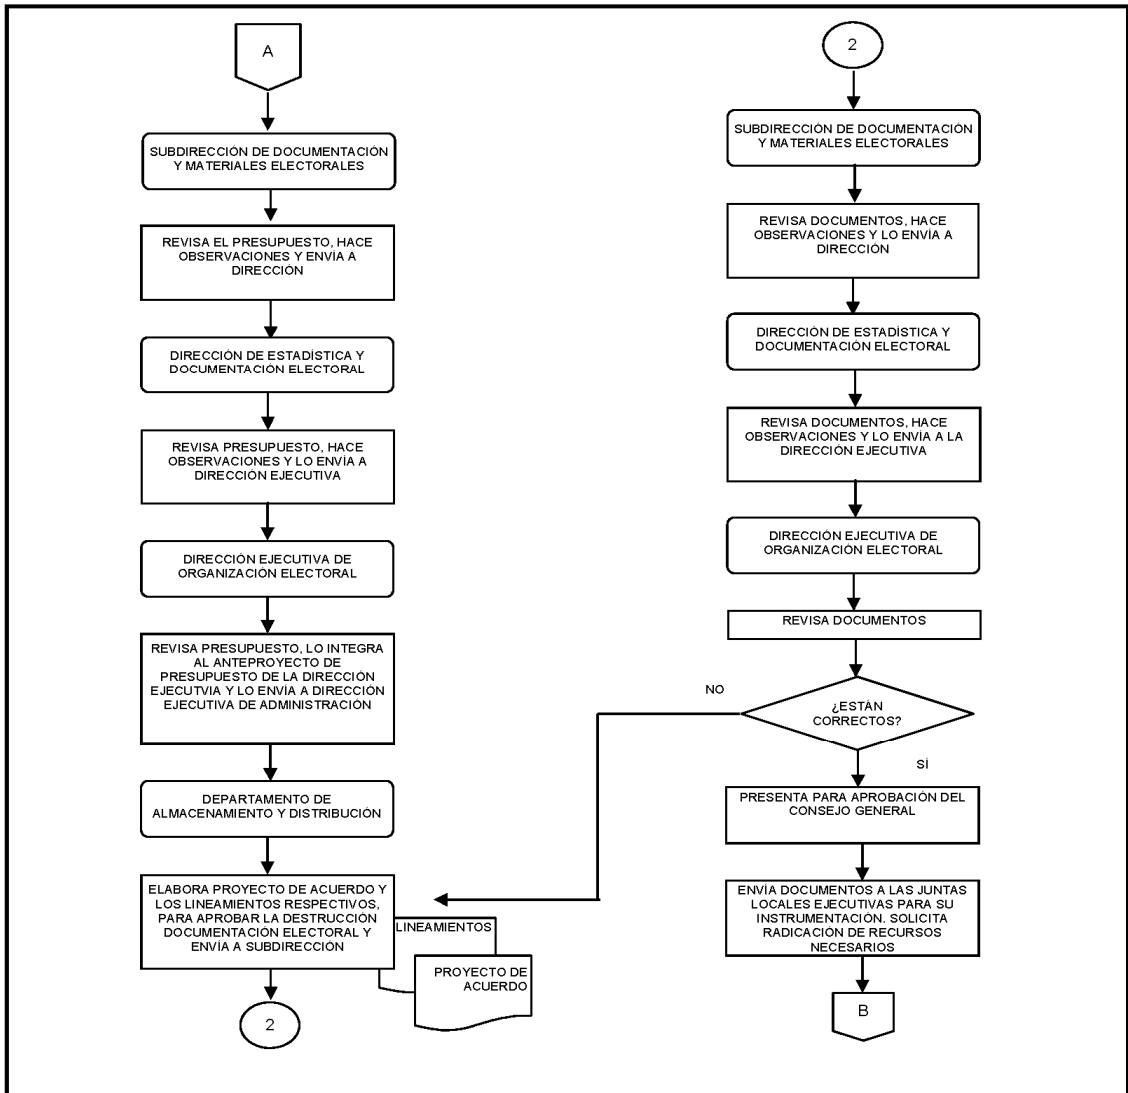 A
SUBDIRECCIÓN DE DOCUMENTACIÓN
Y MATERIALES ELECTORALES
REVISA EL PRESUPUESTO, HACE
OBSERVACIONES Y ENVÍA A
DIRECCIÓN
DIRECCIÓN DE ESTADÍSTICA Y
DOCUMENTACIÓN ELECTORAL
REVISA PRESUPUESTO, HACE
OBSERVACIONES Y LO ENVÍA A
DIRECCIÓN EJECUTIVA
DIRECCIÓN EJECUTIVA DE
ORGANIZACIÓN ELECTORAL
REVISA PRESUPUESTO, LO INTEGRA
AL ANTEPROYECTO DE
PRESUPUESTO DE LA DIRECCIÓN
EJECUTVIA Y LO ENVÍA A DIRECCIÓN
EJECUTIVA DE ADMINISTRACIÓN
DEPARTAMENTO DE
ALMACENAMIENTO Y DISTRIBUCIÓN
ELABORA PROYECTO DE ACUERDO Y
LOS LINEAMIENTOS RESPECTIVOS,
PARA APROBAR LA DESTRUCCIÓN
DOCUMENTACIÓN ELECTORAL Y
ENVÍA A SUBDIRECCIÓN
LINEAMIENTOS
PROYECTO DE
ACUERDO
2
2
SUBDIRECCIÓN DE DOCUMENTACIÓN
Y MATERIALES ELECTORALES
REVISA DOCUMENTOS, HACE
OBSERVACIONES Y LO ENVÍA A
DIRECCIÓN
DIRECCIÓN DE ESTADÍSTICA Y
DOCUMENTACIÓN ELECTORAL
REVISA DOCUMENTOS, HACE
OBSERVACIONES Y LO ENVÍA A LA
DIRECCIÓN EJECUTIVA
DIRECCIÓN EJECUTIVA DE
ORGANIZACIÓN ELECTORAL
REVISA DOCUMENTOS
NO
¿ESTÁN
CORRECTOS?
SÍ
PRESENTA PARA APROBACIÓN DEL
CONSEJO GENERAL
ENVÍA DOCUMENTOS A LAS JUNTAS
LOCALES EJECUTIVAS PARA SU
INSTRUMENTACIÓN. SOLICITA
RADICACIÓN DE RECURSOS
NECESARIOS
B